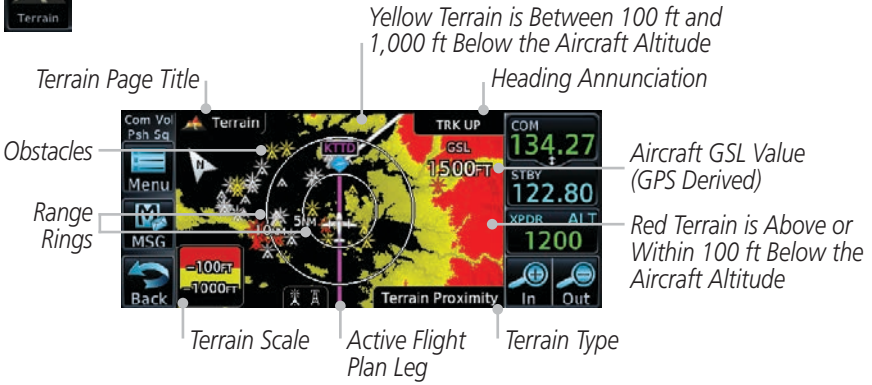 Terrain
Yellow Terrain is Between 100 ft and
1,000 ft Below the Aircraft Altitude
Terrain Page Title
Heading Annunciation
Com Vol
Psh Sq
Terrain
TRK UP
COM
134.27
Obstacles
KTTD
GSL
1500FT
Aircraft GSL Value
(GPS Derived)
N
Menu
STBY
122.80
Range
Rings
5NM
MSG
XPDR ALT
1200
Red Terrain is Above or
Within 100 ft Below the
Aircraft Altitude
-100FT
-1000FT
Back
Terrain Proximity
In
Out
Terrain Scale
Active Flight
Plan Leg
Terrain Type